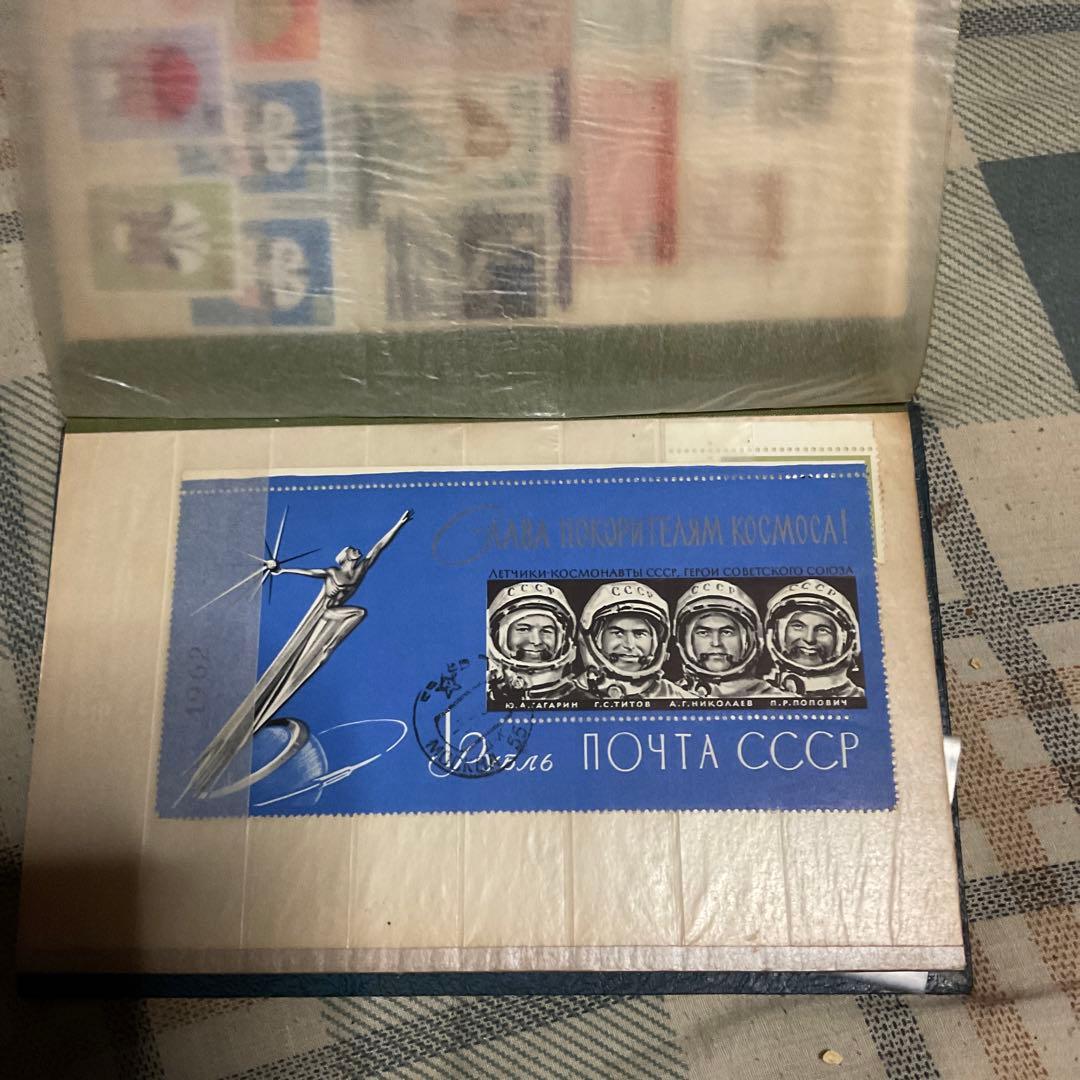 СЛАВА ПОКОРИТЕЛЯМ КОСМОСА!
ЛЕТЧИКИ-КОСМОНАВТЫ СССР, ГЕРОИ СОВЕТСКОГО СОЮЗА
СССР СССР СССР СССР
Ю.А.ГАГАРИН Г.С.ТИТОВ А.Г.НИКОЛАЕВ П.Р.ПОПОВИЧ
1 Рубль ПОЧТА СССР
1962
МОСКВА